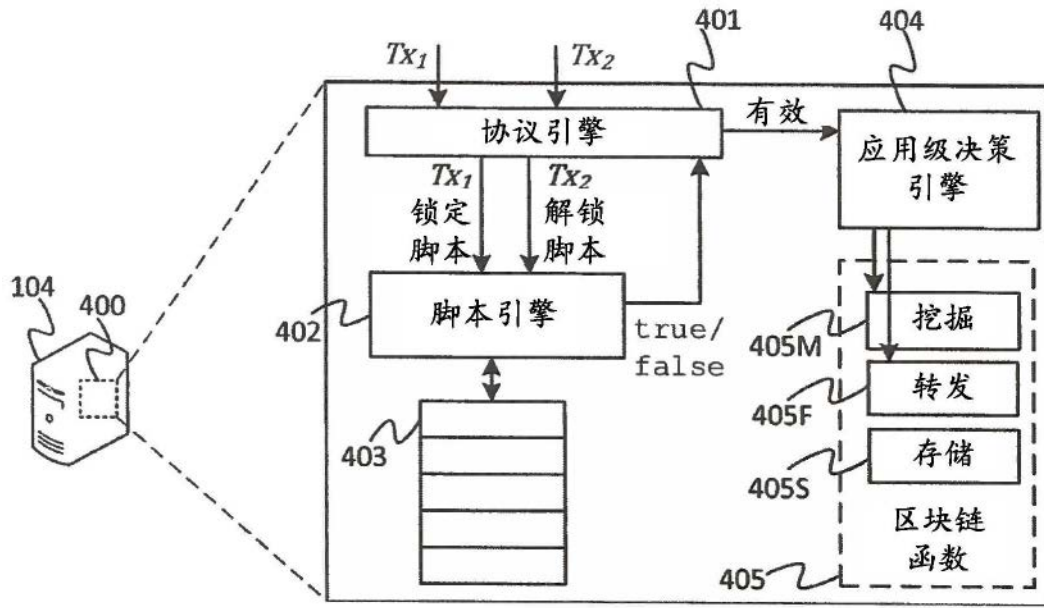 401
404
Tx1
Tx2
协议引擎
有效
应用级决策
引擎
Tx1
锁定
脚本
Tx2
解锁
脚本
104
400
402
脚本引擎
true/
false
405M
挖掘
405F
转发
403
405S
存储
区块链
函数
405